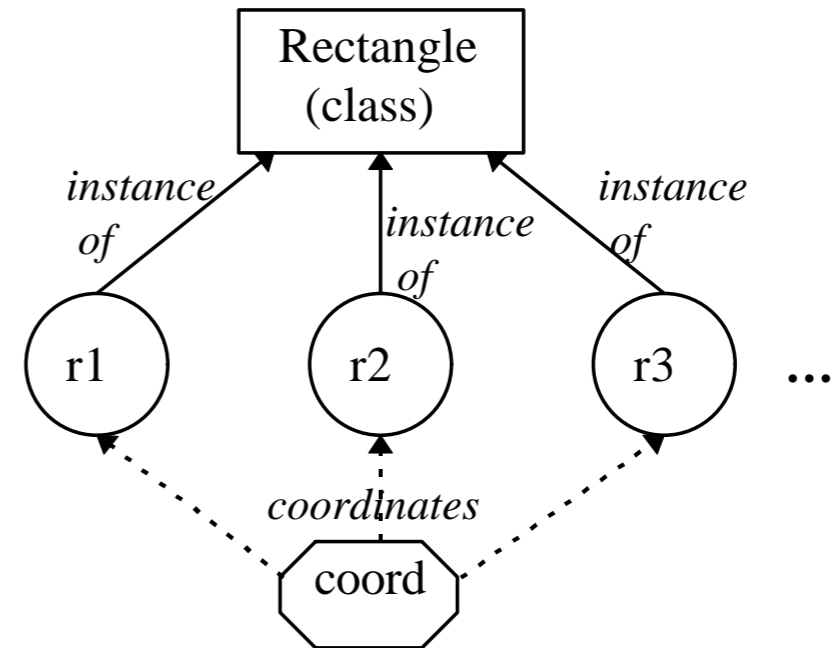 Rectangle
(class)
instance
of
instance
of
instance
of
r1
r2
r3
...
coordinates
coord